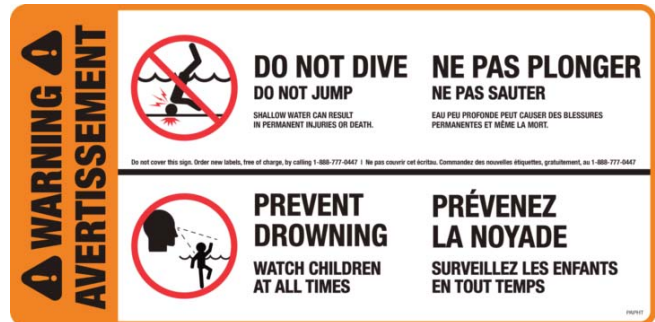 WARNING
AVERTISSEMENT
DO NOT DIVE
DO NOT JUMP
SHALLOW WATER CAN RESULT
IN PERMANENT INJURIES OR DEATH.
NE PAS PLONGER
NE PAS SAUTER
EAU PEU PROFONDE PEUT CAUSER DES BLESSURES
PERMANENTES ET MÊME LA MORT.
Do not cover this sign. Order new labels, free of charge, by calling 1-888-777-0447 | Ne pas couvrir cet écritau. Commandez des nouvelles étiquettes, gratuitement, au 1-888-777-0447
PREVENT
DROWNING
WATCH CHILDREN
AT ALL TIMES
PRÉVENEZ
LA NOYADE
SURVEILLEZ LES ENFANTS
EN TOUT TEMPS